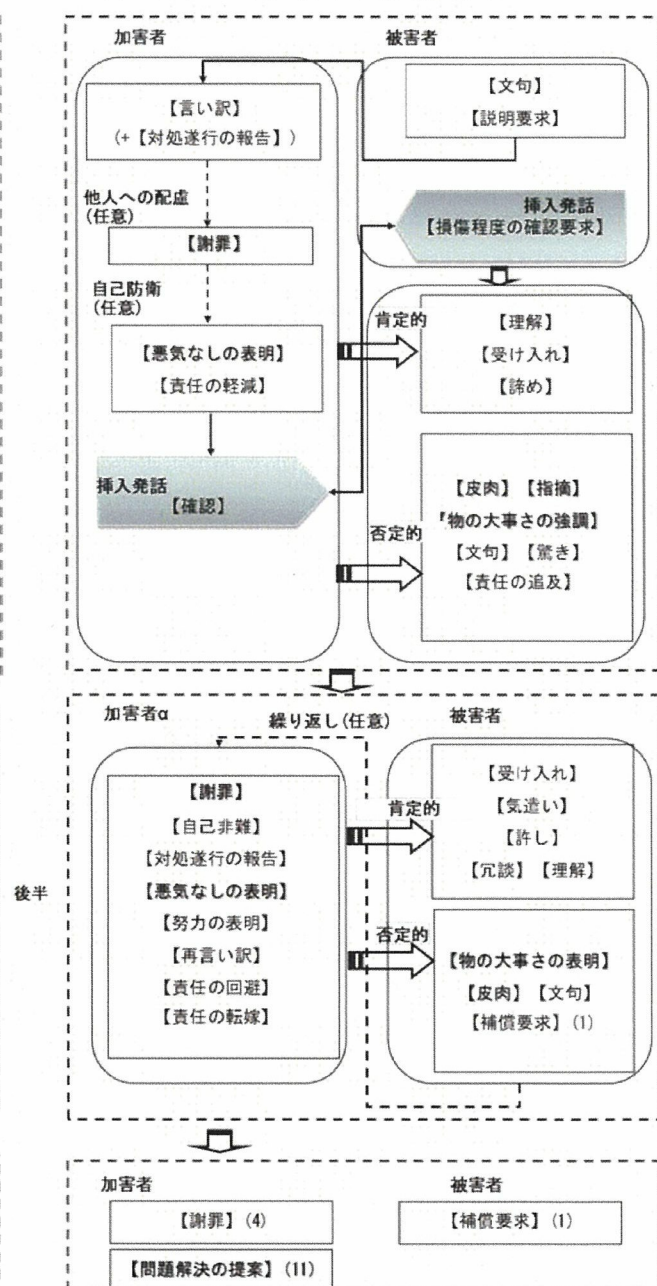 加害者
被害者
【文句】
【説明要求】
【言い訳】
(+【対処遂行の報告】)
他人への配慮
(任意)
挿入発話
【損傷程度の確認要求】
【謝罪】
自己防衛
(任意)
肯定的
【悪気なしの表明】
【責任の軽減】
【理解】
【受け入れ】
【諦め】
挿入発話
【確認】
否定的
【皮肉】【指摘】
『物の大事さの強調】
【文句】【驚き】
【責任の追及】
後半
加害者α
繰り返し(任意)
被害者
【謝罪】
【自己非難】
【対処遂行の報告】
【悪気なしの表明】
【努力の表明】
【再言い訳】
【責任の回避】
【責任の転嫁】
肯定的
【受け入れ】
【気遣い】
【許し】
【冗談】【理解】
否定的
【物の大事さの表明】
【皮肉】【文句】
【補償要求】(1)
加害者
被害者
【謝罪】(4)
【補償要求】(1)
【問題解決の提案】(11)